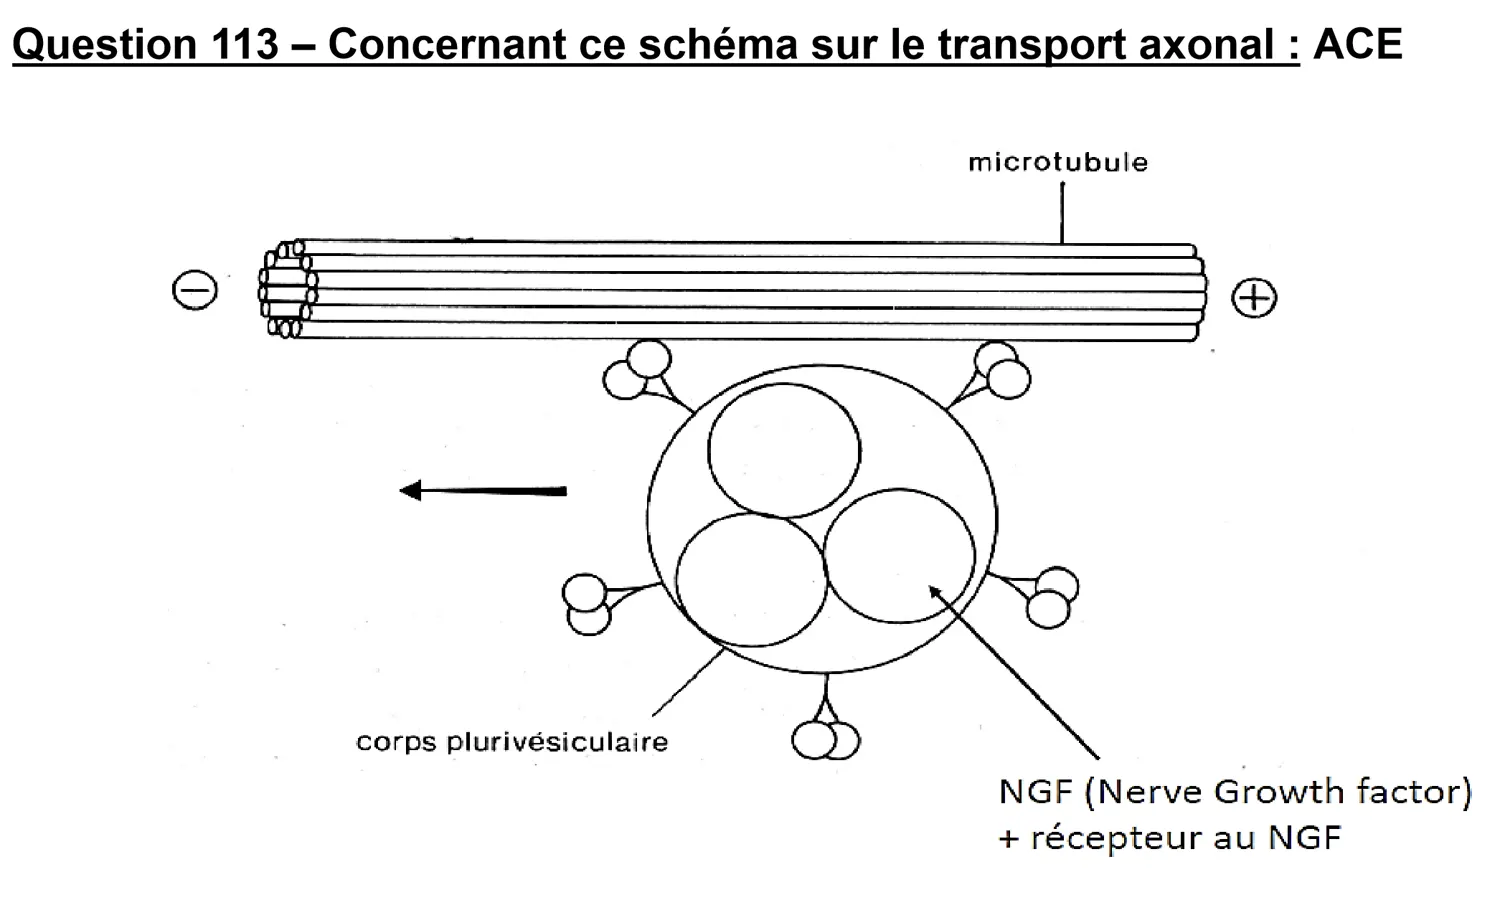 Question 113 – Concernant ce schéma sur le transport axonal : ACE
microtubule
−
+
corps plurivésiculaire
NGF (Nerve Growth factor)
+ récepteur au NGF